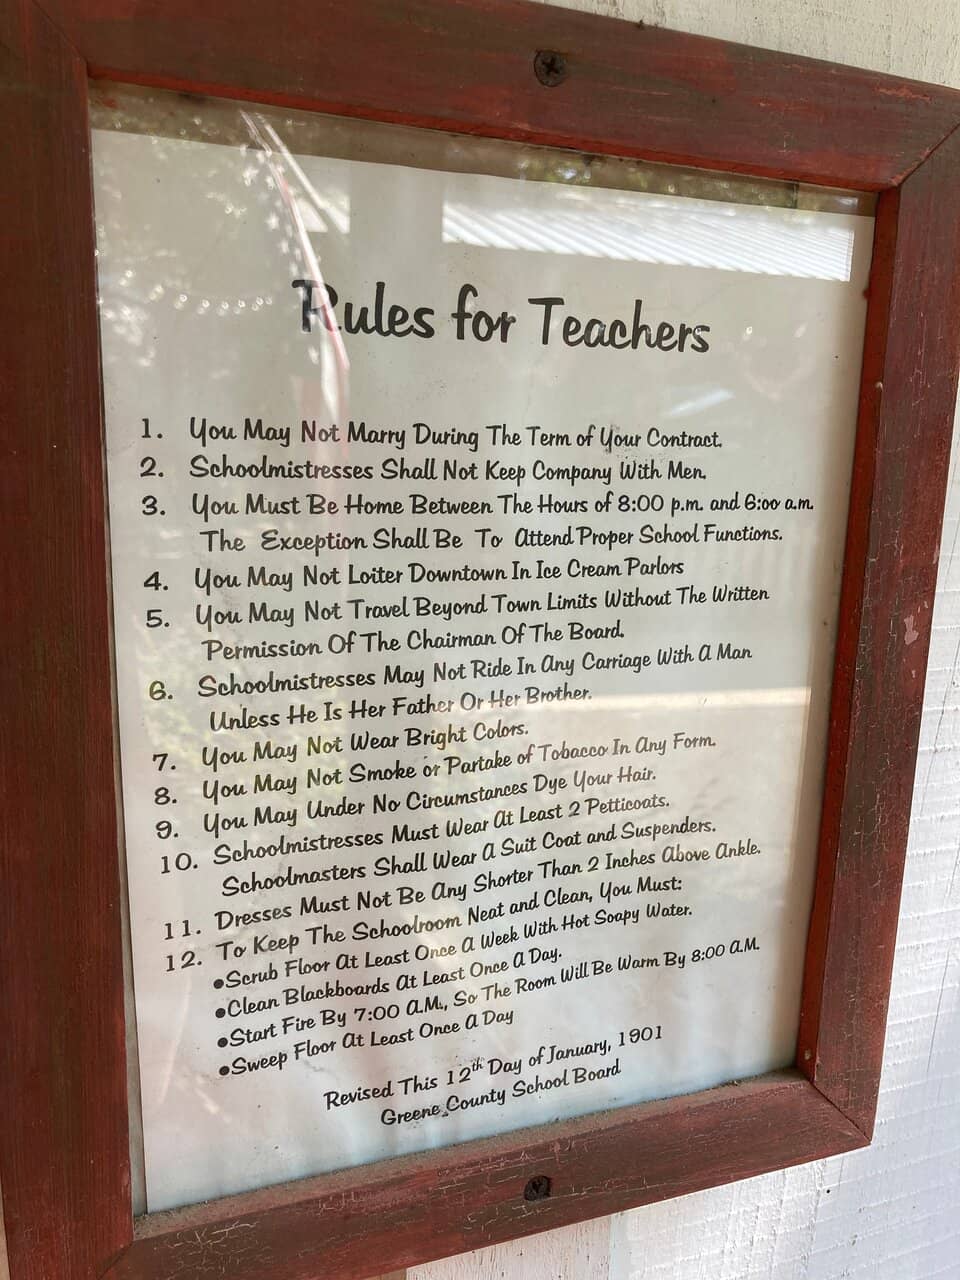 Rules for Teachers
1. You May Not Marry During The Term of Your Contract.
2. Schoolmistresses Shall Not Keep Company With Men.
3. You Must Be Home Between The Hours of 8:00 p.m. and 6:00 a.m.
The Exception Shall Be To Attend Proper School Functions.
4. You May Not Loiter Downtown In Ice Cream Parlors
5. You May Not Travel Beyond Town Limits Without The Written
Permission Of The Chairman Of The Board.
6. Schoolmistresses May Not Ride In Any Carriage With A Man
Unless He Is Her Father Or Her Brother.
7. You May Not Wear Bright Colors.
8. You May Not Smoke or Partake of Tobacco In Any Form.
9. You May Under No Circumstances Dye Your Hair.
10. Schoolmistresses Must Wear At Least 2 Petticoats.
Schoolmasters Shall Wear A Suit Coat and Suspenders.
11. Dresses Must Not Be Any Shorter Than 2 Inches Above Ankle.
12. To Keep The Schoolroom Neat and Clean, You Must:
●Scrub Floor At Least Once A Week With Hot Soapy Water.
●Clean Blackboards At Least Once A Day.
●Start Fire By 7:00 A.M., So The Room Will Be Warm By 8:00 A.M.
●Sweep Floor At Least Once A Day
Revised This 12th Day of January, 1901
Greene County School Board